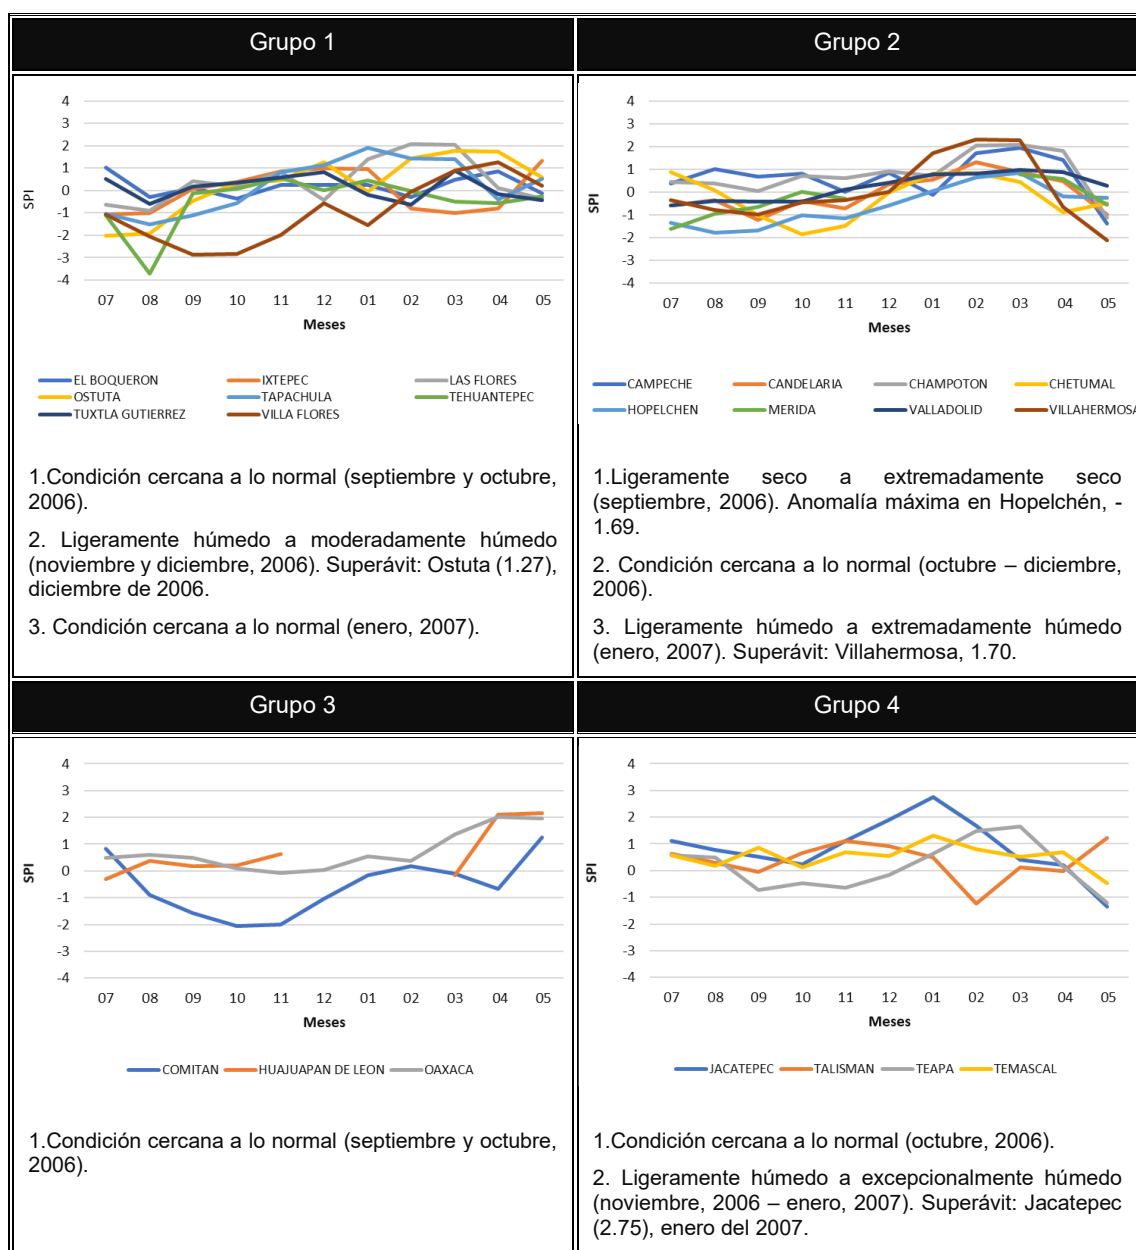 Grupo 1
4
3
2
1
0
-1
-2
-3
-4
SPI
07 08 09 10 11 12 01 02 03 04 05
Meses
EL BOQUERON IXTEPEC LAS FLORES
OSTUTA TAPACHULA TEHUANTEPEC
TUXTLA GUTIERREZ VILLA FLORES
1.Condición cercana a lo normal (septiembre y octubre,
2006).
2. Ligeramente húmedo a moderadamente húmedo
(noviembre y diciembre, 2006). Superávit: Ostuta (1.27),
diciembre de 2006.
3. Condición cercana a lo normal (enero, 2007).
Grupo 2
4
3
2
1
0
-1
-2
-3
-4
SPI
07 08 09 10 11 12 01 02 03 04 05
Meses
CAMPECHE CANDELARIA CHAMPOTON CHETUMAL
HOPELCHEN MERIDA VALLADOLID VILLAHERMOSA
1.Ligeramente seco a extremadamente seco
(septiembre, 2006). Anomalía máxima en Hopelchén, -
1.69.
2. Condición cercana a lo normal (octubre – diciembre,
2006).
3. Ligeramente húmedo a extremadamente húmedo
(enero, 2007). Superávit: Villahermosa, 1.70.
Grupo 3
4
3
2
1
0
-1
-2
-3
-4
SPI
07 08 09 10 11 12 01 02 03 04 05
Meses
COMITAN HUAJUAPAN DE LEON OAXACA
1.Condición cercana a lo normal (septiembre y octubre,
2006).
Grupo 4
4
3
2
1
0
-1
-2
-3
-4
SPI
07 08 09 10 11 12 01 02 03 04 05
Meses
JACATEPEC TALISMAN TEAPA TEMASCAL
1.Condición cercana a lo normal (octubre, 2006).
2. Ligeramente húmedo a excepcionalmente húmedo
(noviembre, 2006 – enero, 2007). Superávit: Jacatepec
(2.75), enero del 2007.